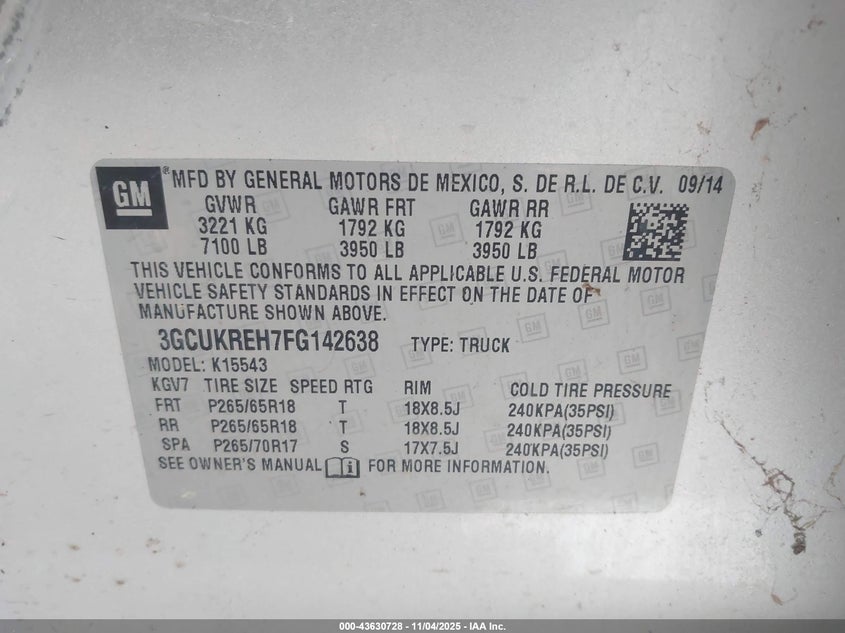 GM ® MFD BY GENERAL MOTORS DE MEXICO, S. DE R.L. DE C.V. 09/14
GVWR GAWR FRT GAWR RR
3221 KG 1792 KG 1792 KG
7100 LB 3950 LB 3950 LB
THIS VEHICLE CONFORMS TO ALL APPLICABLE U.S. FEDERAL MOTOR
VEHICLE SAFETY STANDARDS IN EFFECT ON THE DATE OF
MANUFACTURE SHOWN ABOVE.
3GCUKREH7FG142638 TYPE: TRUCK
MODEL: K15543
KGV7 TIRE SIZE SPEED RTG RIM COLD TIRE PRESSURE
FRT P265/65R18 T 18X8.5J 240KPA(35PSI)
RR P265/65R18 T 18X8.5J 240KPA(35PSI)
SPA P265/70R17 S 17X7.5J 240KPA(35PSI)
SEE OWNER'S MANUAL FOR MORE INFORMATION.
000-43630728 - 11/04/2025 - IAA Inc.